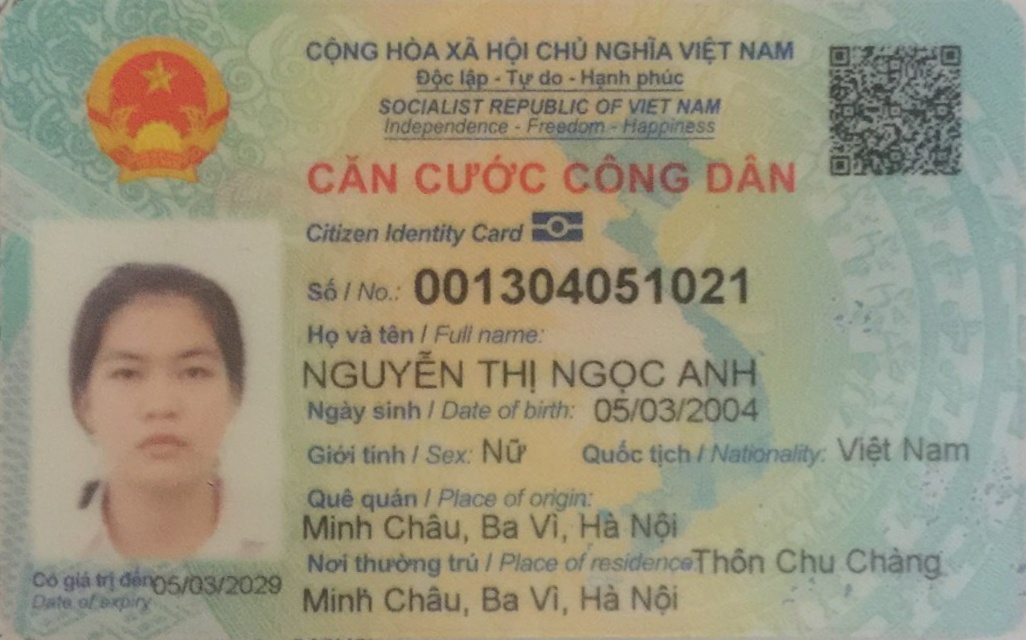 CỘNG HÒA XÃ HỘI CHỦ NGHĨA VIỆT NAM
Độc lập - Tự do - Hạnh phúc
SOCIALIST REPUBLIC OF VIET NAM
Independence - Freedom - Happiness
CĂN CƯỚC CÔNG DÂN
Citizen Identity Card
Số / No.: 001304051021
Họ và tên / Full name:
NGUYỄN THỊ NGỌC ANH
Ngày sinh / Date of birth: 05/03/2004
Giới tính / Sex: Nữ Quốc tịch / Nationality: Việt Nam
Quê quán / Place of origin:
Minh Châu, Ba Vì, Hà Nội
Nơi thường trú / Place of residence Thôn Chu Chàng
Minh Châu, Ba Vì, Hà Nội
Có giá trị đến 05/03/2029
Date of expiry